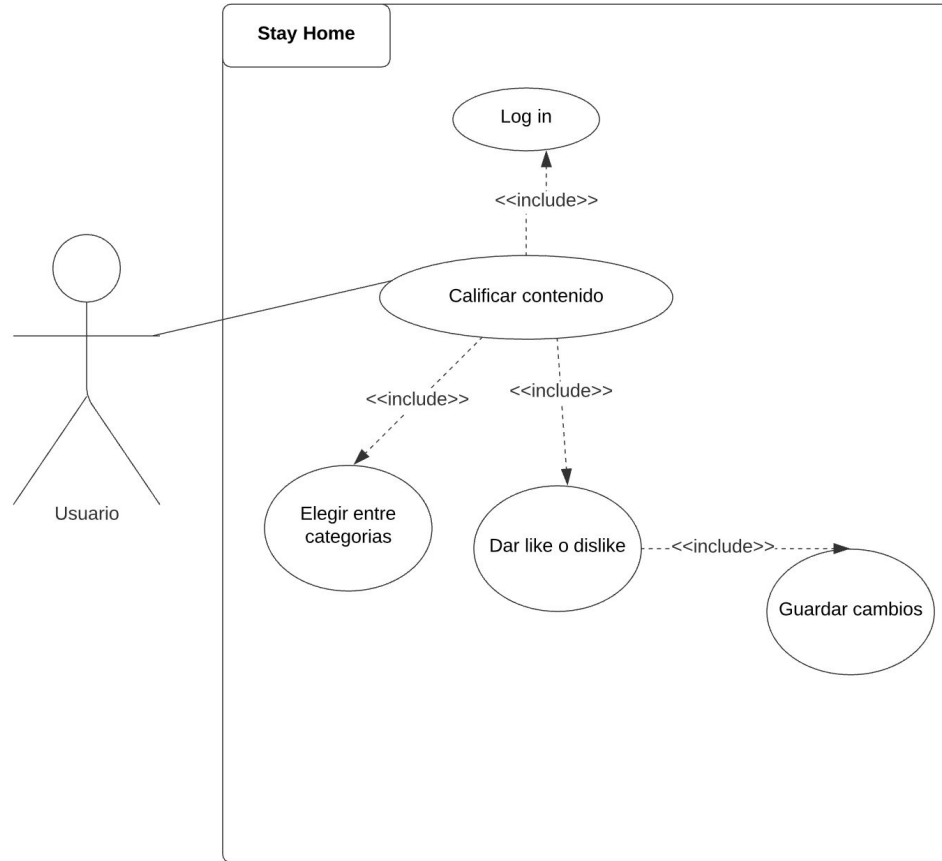 Stay Home
Log in
<<include>>
Calificar contenido
<<include>>
<<include>>
Elegir entre
categorias
Usuario
Dar like o dislike
<<include>>
Guardar cambios